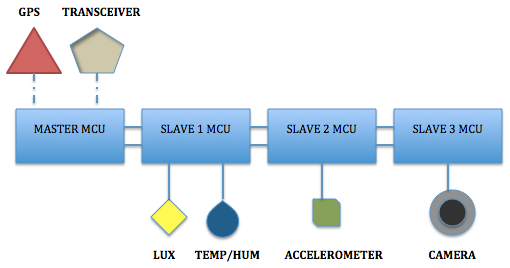 GPS TRANSCEIVER
MASTER MCU SLAVE 1 MCU SLAVE 2 MCU SLAVE 3 MCU
LUX TEMP/HUM ACCELEROMETER CAMERA